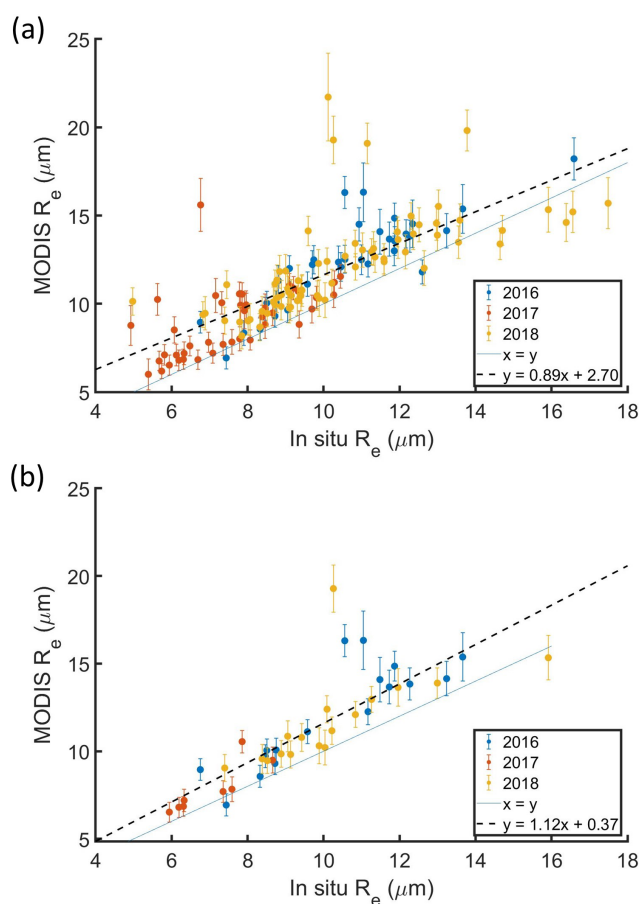 (a)
25
20
15
10
5
MODIS Re (μm)
4 6 8 10 12 14 16 18
In situ Re (μm)
2016
2017
2018
x = y
y = 0.89x + 2.70
(b)
25
20
15
10
5
MODIS Re (μm)
4 6 8 10 12 14 16 18
In situ Re (μm)
2016
2017
2018
x = y
y = 1.12x + 0.37